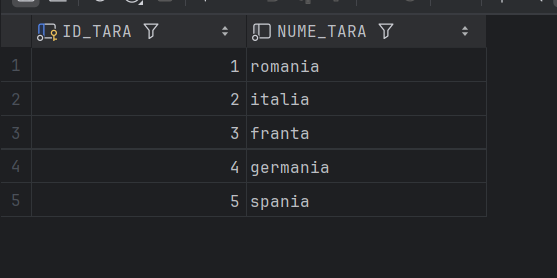 ID_TARA NUME_TARA
1 1 romania
2 2 italia
3 3 franta
4 4 germania
5 5 spania